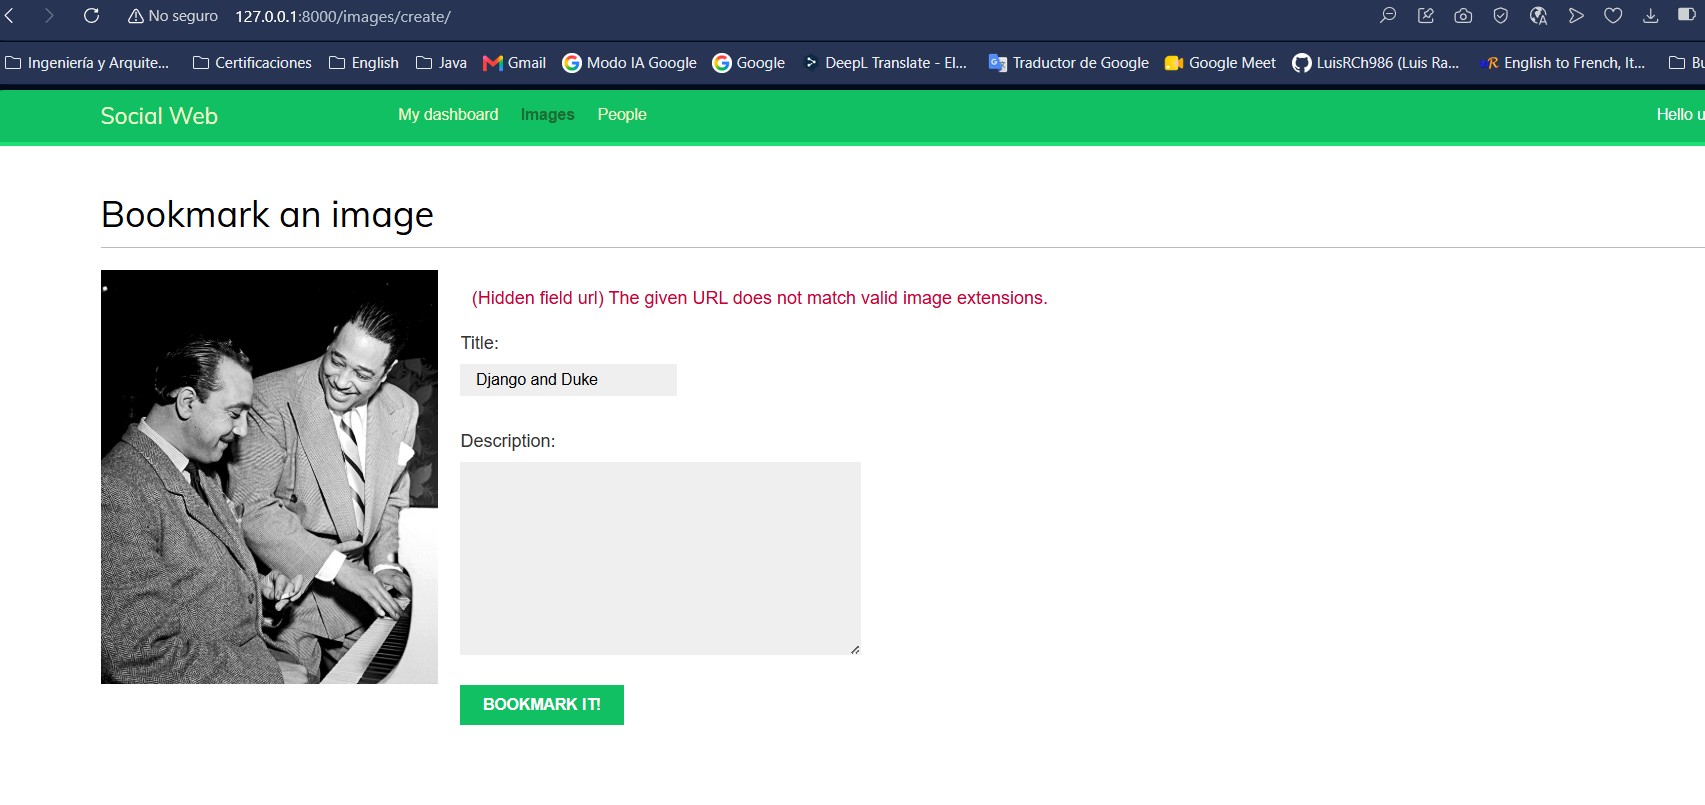 No seguro 127.0.0.1:8000/images/create/
Ingeniería y Arquite... Certificaciones English Java Gmail Modo IA Google Google DeepL Translate - El... Traductor de Google Google Meet LuisRCh986 (Luis Ra... English to French, It... Bu
Social Web My dashboard Images People Hello u
Bookmark an image
(Hidden field url) The given URL does not match valid image extensions.
Title:
Django and Duke
Description:
BOOKMARK IT!